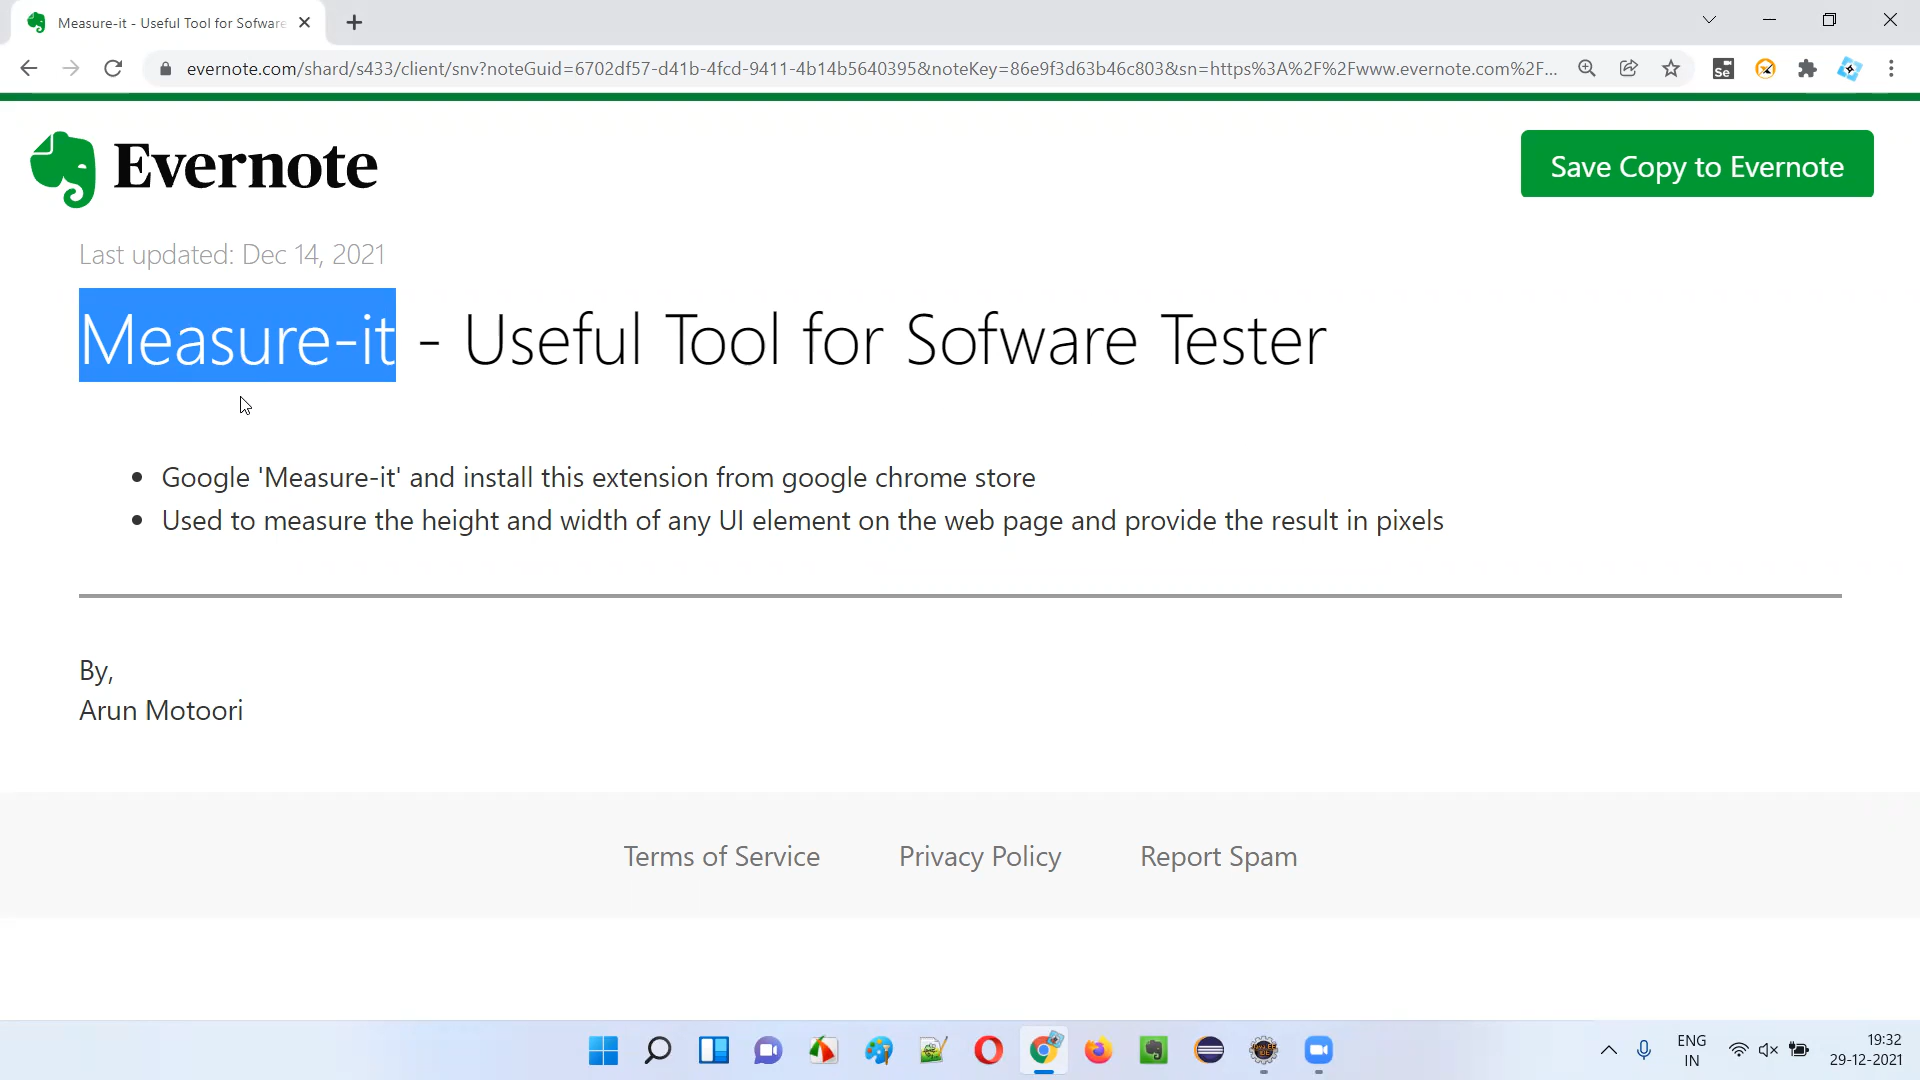 Measure-it - Useful Tool for Sofware
evernote.com/shard/s433/client/snv?noteGuid=6702df57-d41b-4fcd-9411-4b14b5640395&noteKey=86e9f3d63b46c803&sn=https%3A%2F%2Fwww.evernote.com%2F...
Se
Evernote
Save Copy to Evernote
Last updated: Dec 14, 2021
Measure-it - Useful Tool for Sofware Tester
• Google 'Measure-it' and install this extension from google chrome store
• Used to measure the height and width of any UI element on the web page and provide the result in pixels
By,
Arun Motoori
Terms of Service Privacy Policy Report Spam
ENG
IN
19:32
29-12-2021